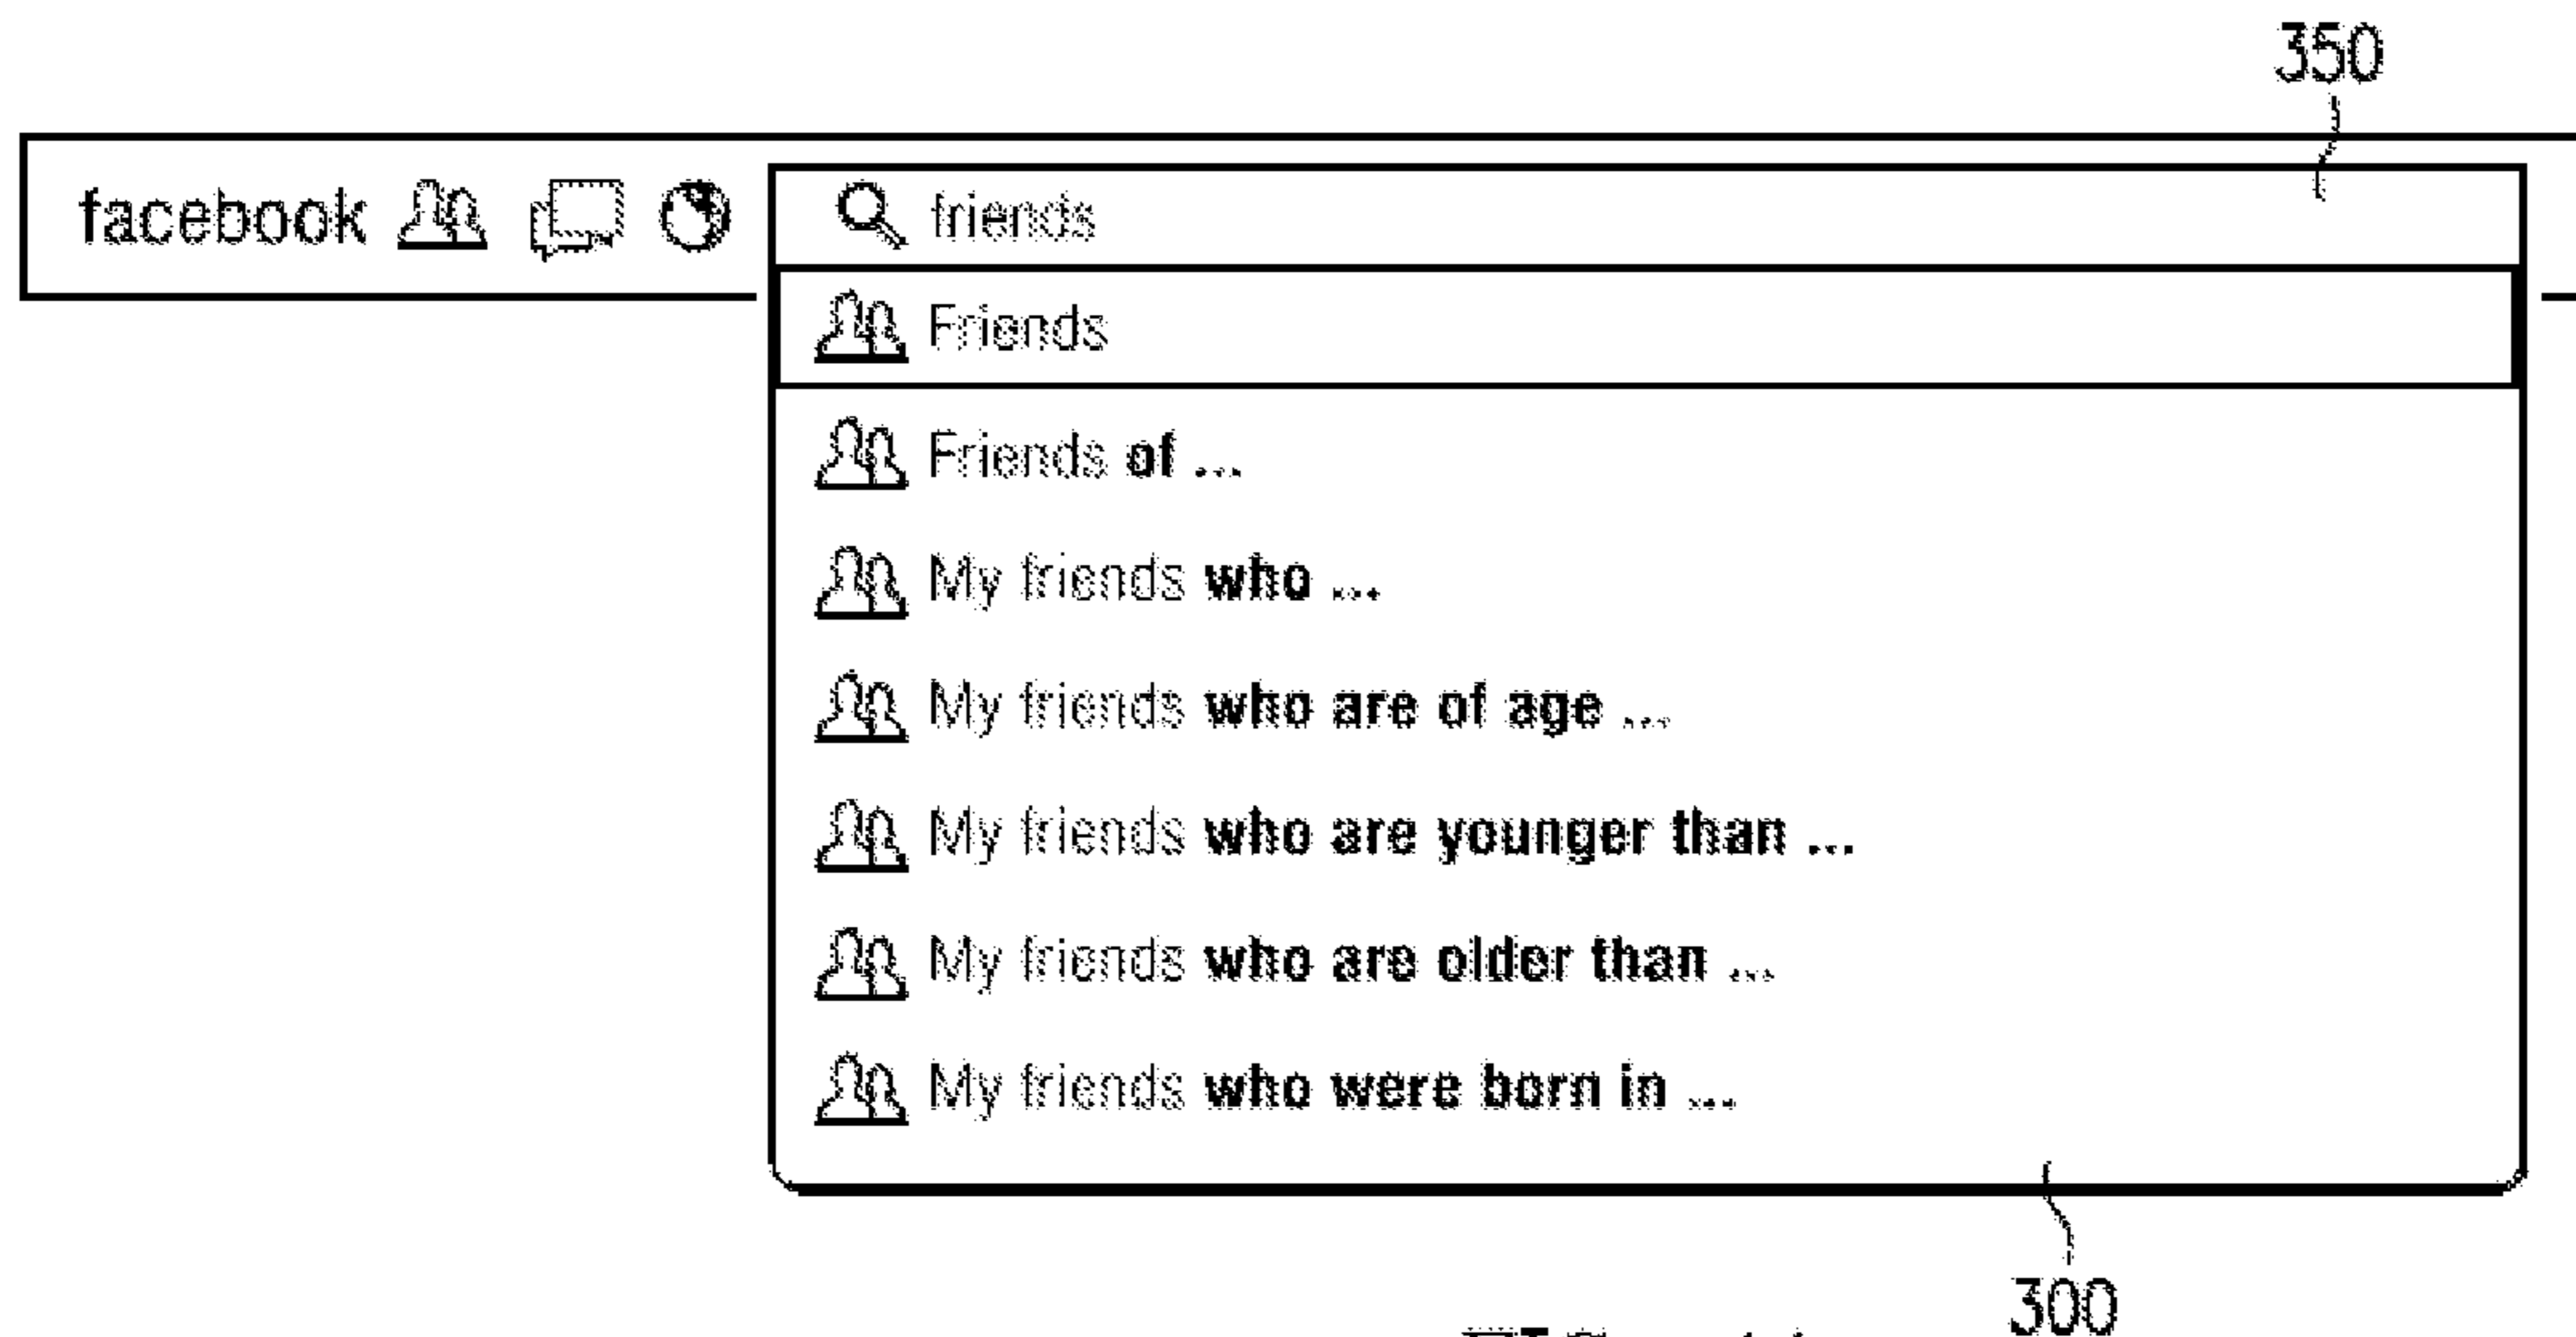 350
facebook friends
Friends
Friends of ...
My friends who ...
My friends who are of age ...
My friends who are younger than ...
My friends who are older than ...
My friends who were born in ...
300